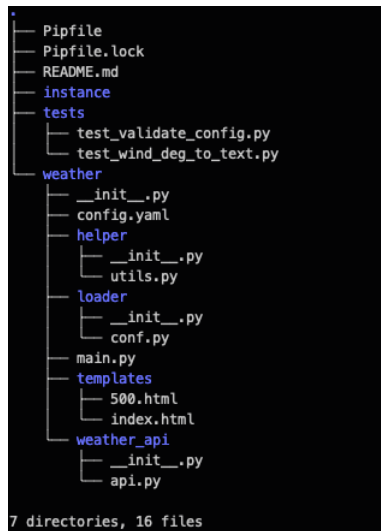 .
├── Pipfile
├── Pipfile.lock
├── README.md
├── instance
├── tests
│   ├── test_validate_config.py
│   └── test_wind_deg_to_text.py
└── weather
    ├── __init__.py
    ├── config.yaml
    ├── helper
    │   ├── __init__.py
    │   └── utils.py
    ├── loader
    │   ├── __init__.py
    │   └── conf.py
    ├── main.py
    ├── templates
    │   ├── 500.html
    │   └── index.html
    └── weather_api
        ├── __init__.py
        └── api.py

7 directories, 16 files